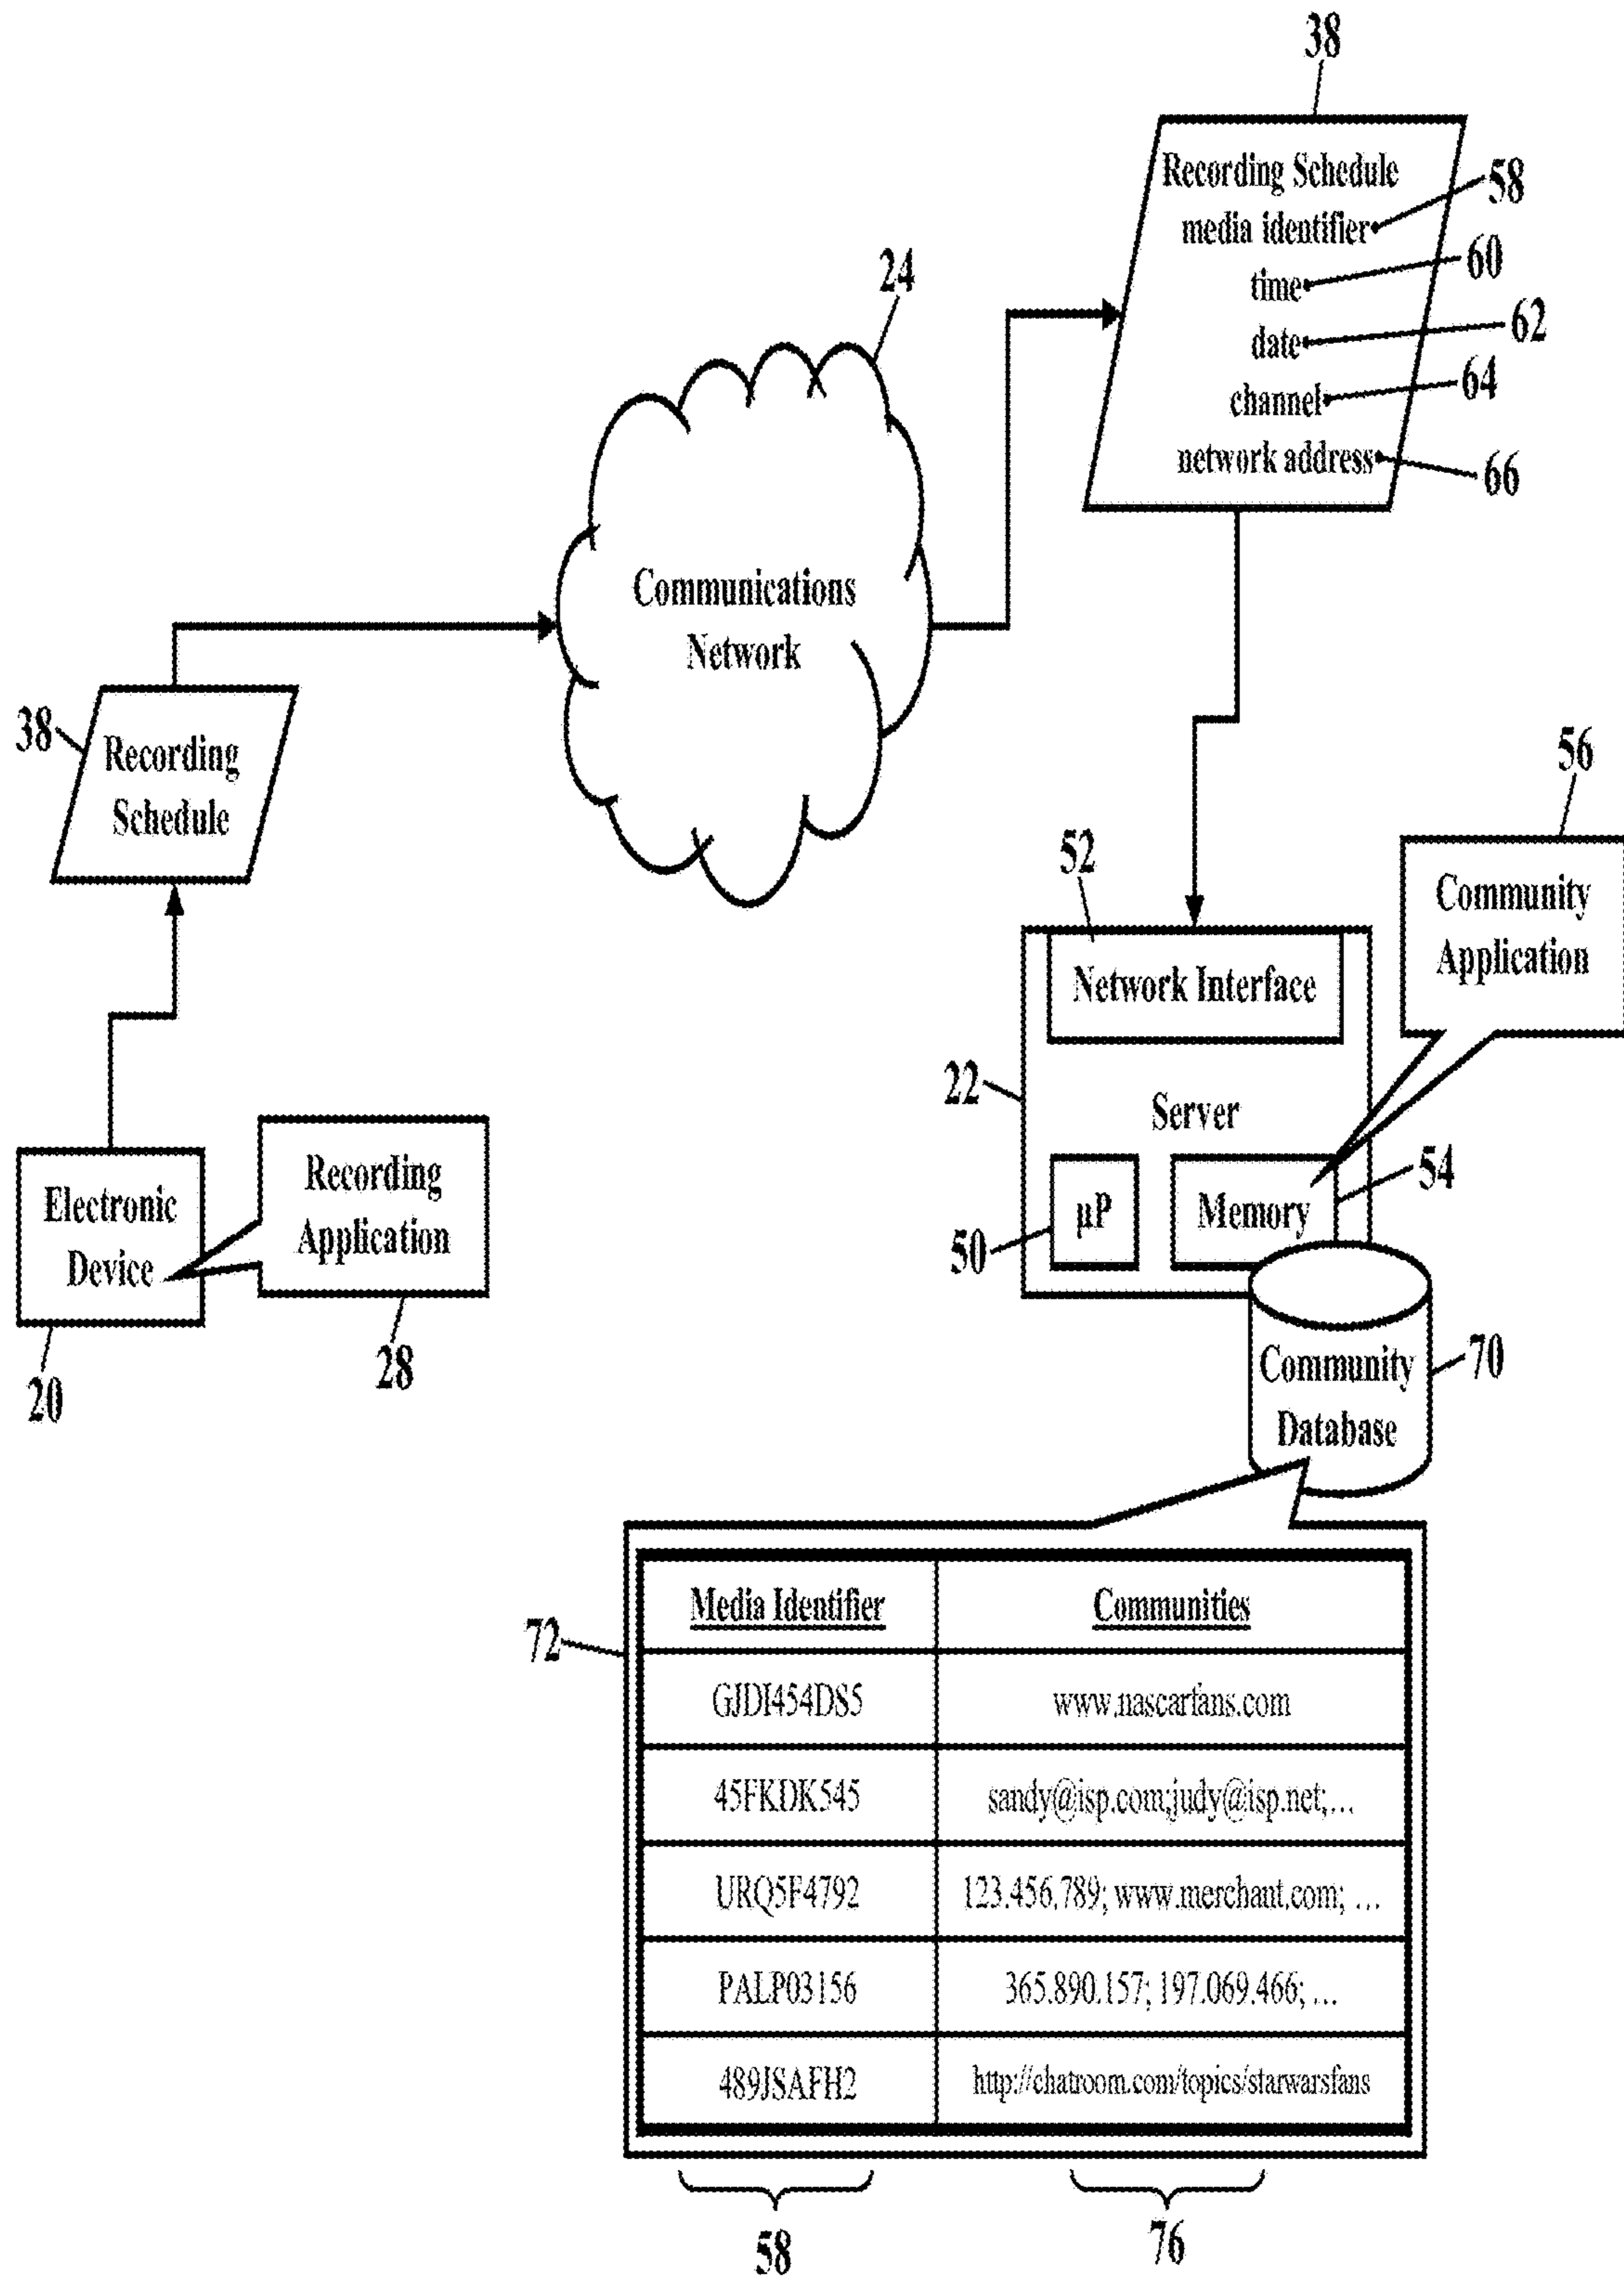 38
Recording Schedule
media identifier
58
time
60
date
62
channel
64
network address
66
24
Communications
Network
38
Recording
Schedule
56
Community
Application
52
Network Interface
22
Server
54
50
µP
Memory
Electronic
Device
Recording
Application
20
28
Community
Database
70
72
Media Identifier Communities
GJDI454DS5 www.nascarfans.com
45FKDK545 sandy@isp.com;judy@isp.net;...
URQ5F4792 123.456.789; www.merchant.com; ...
PALP03156 365.890.157; 197.069.466; ...
489JSAFH2 http://chatroom.com/topics/starwarsfans
58
76